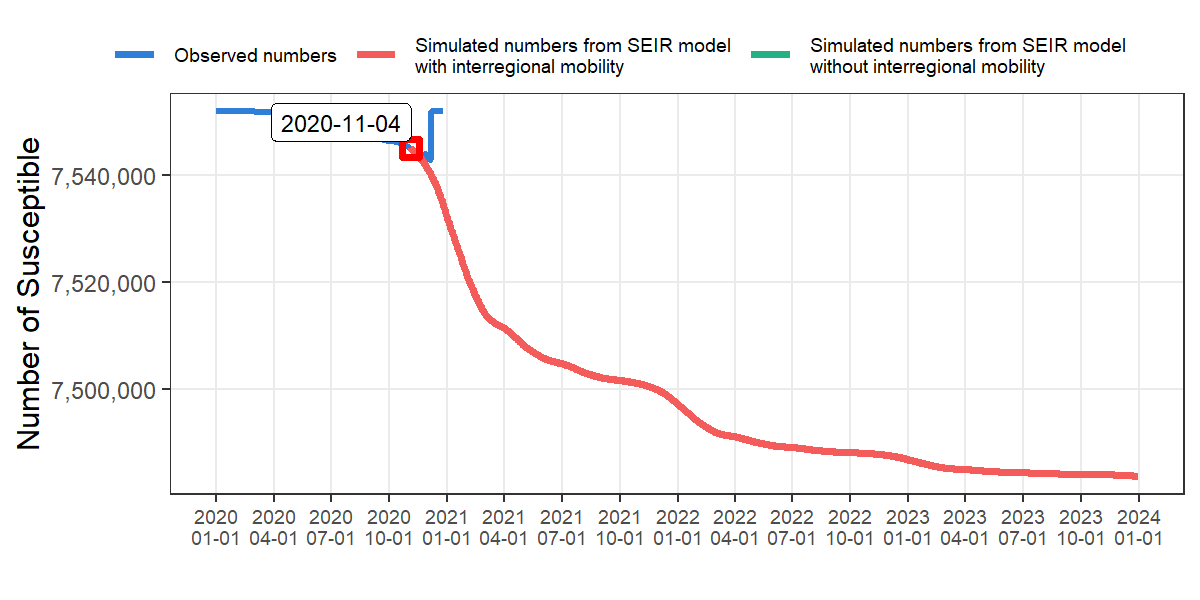 Observed numbers
Simulated numbers from SEIR model
with interregional mobility
Simulated numbers from SEIR model
without interregional mobility
Number of Susceptible
7,540,000
7,520,000
7,500,000
2020-11-04
2020 2020 2020 2020 2021 2021 2021 2021 2022 2022 2022 2022 2023 2023 2023 2023 2024
01-01 04-01 07-01 10-01 01-01 04-01 07-01 10-01 01-01 04-01 07-01 10-01 01-01 04-01 07-01 10-01 01-01